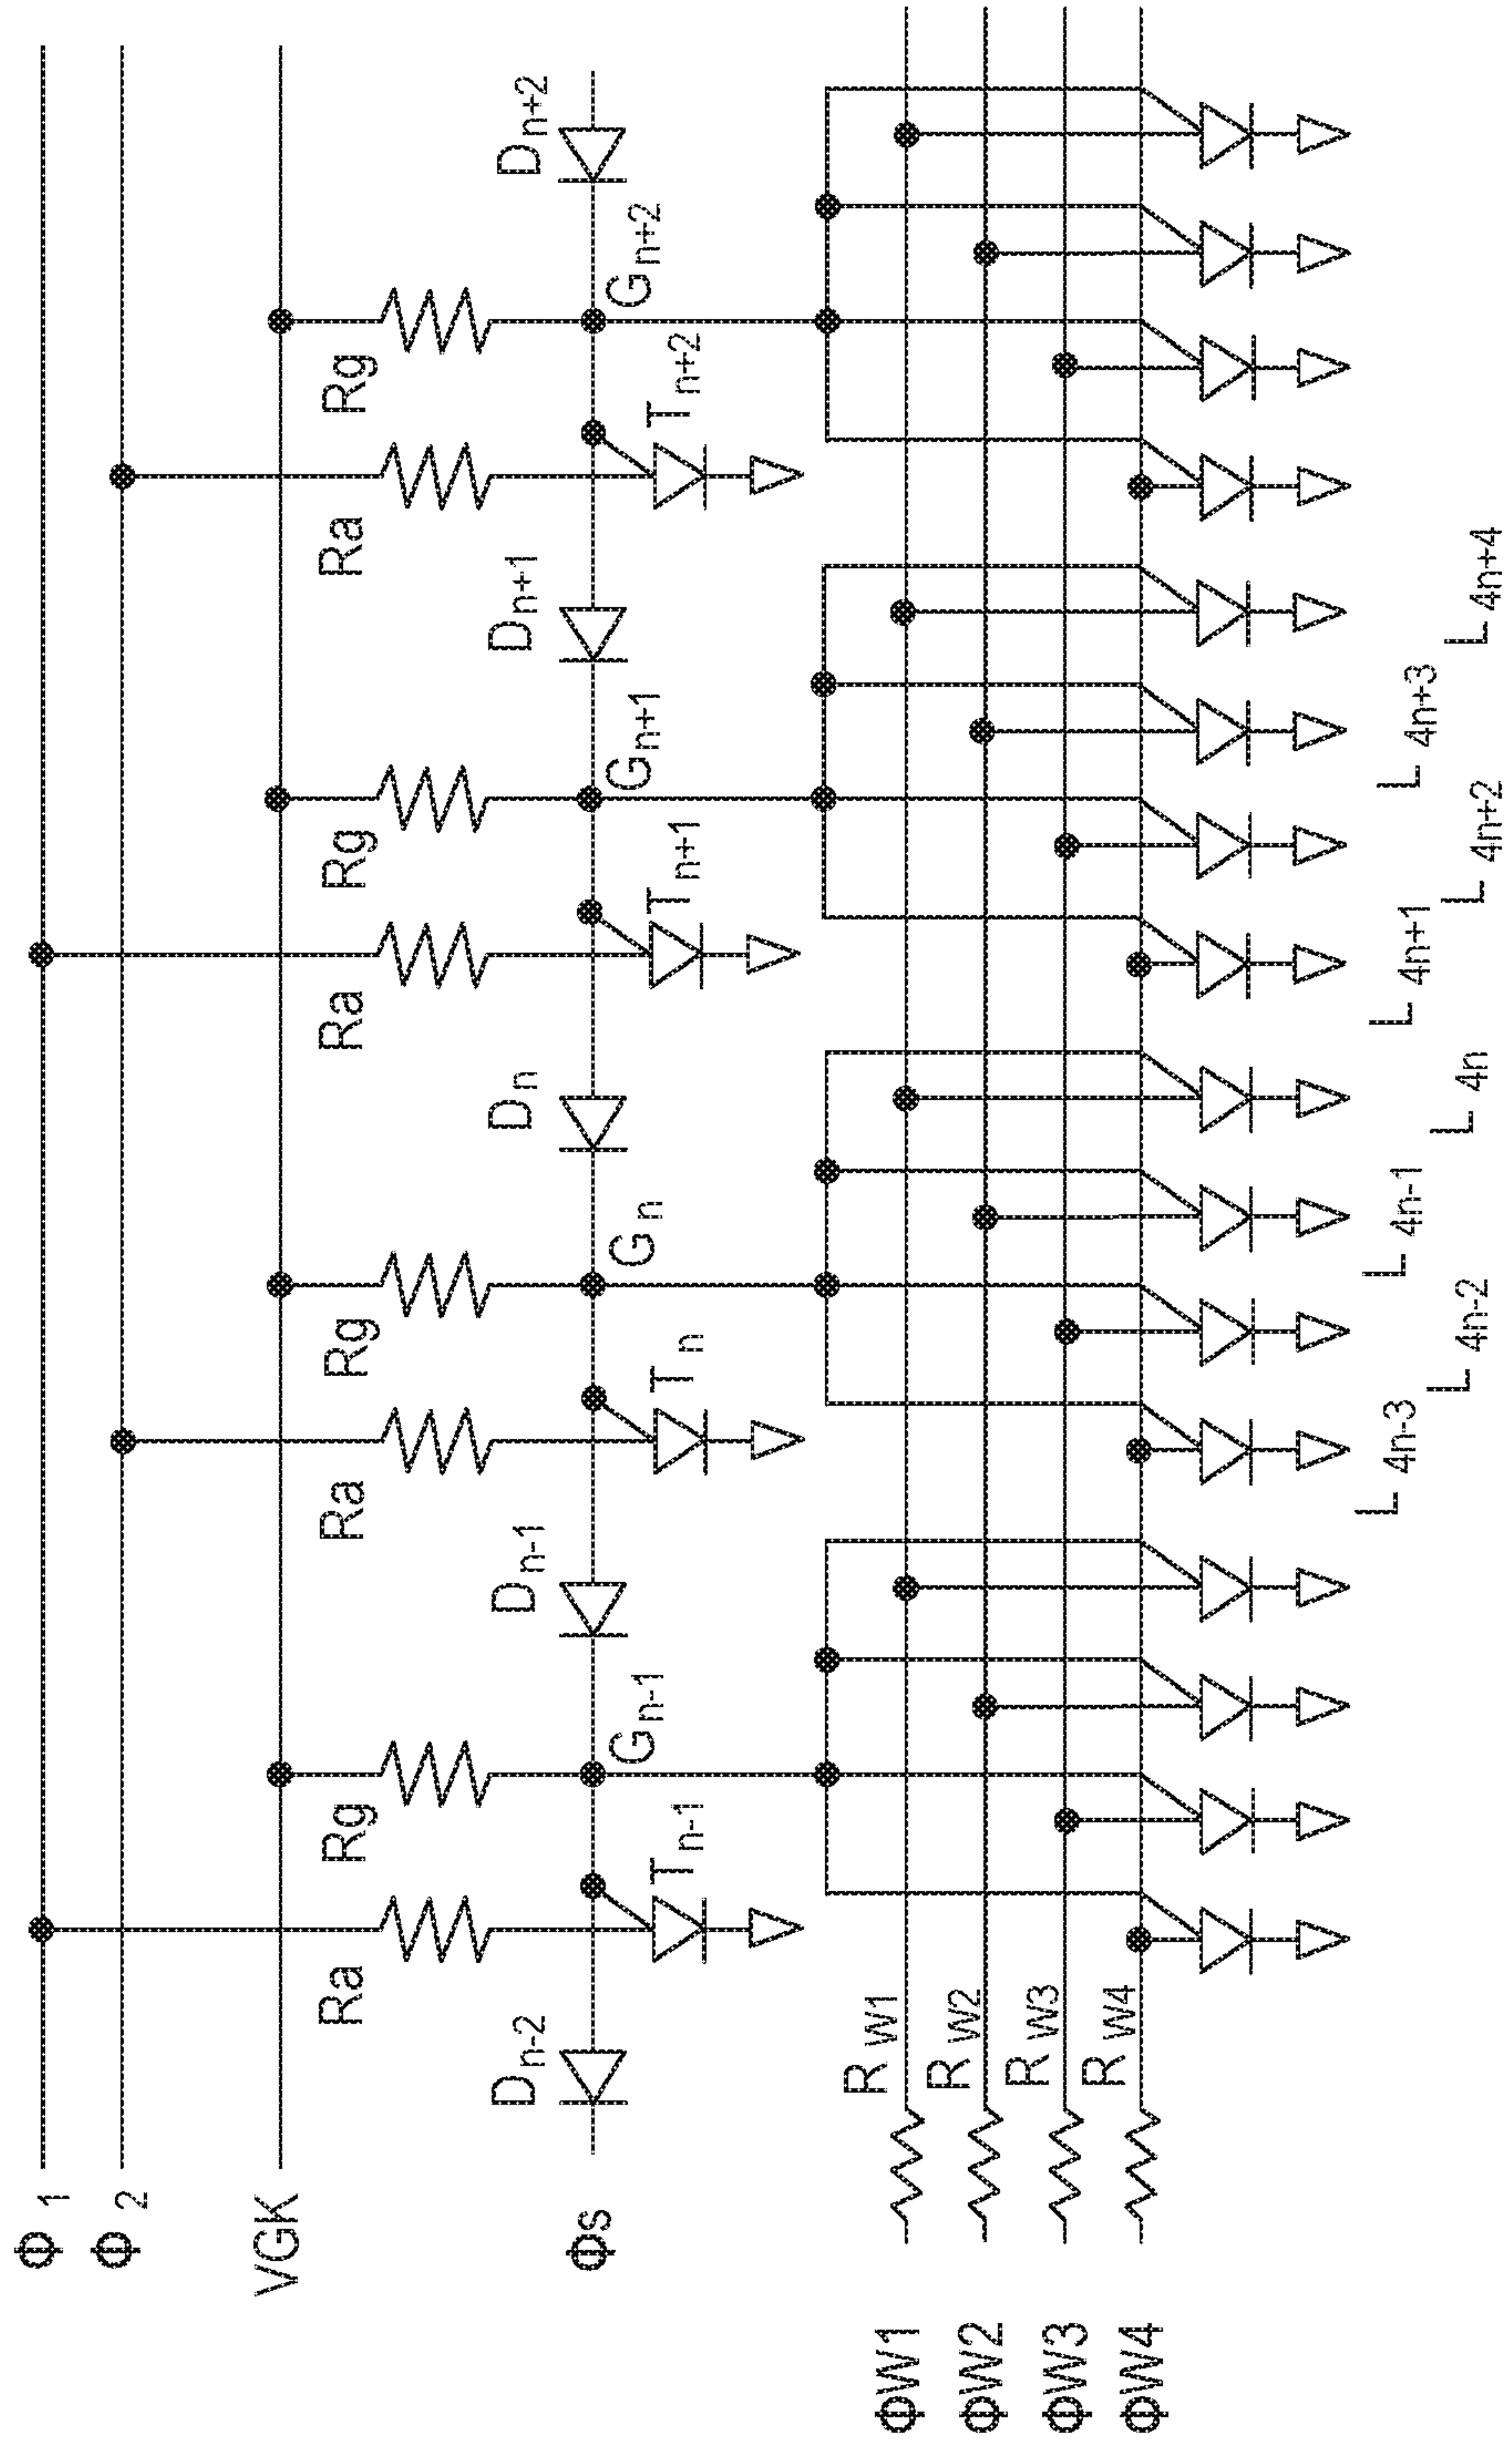 Φ1
Φ2
VGK
Φs
ΦW1
ΦW2
ΦW3
ΦW4
RW1
RW2
RW3
RW4
Ra
Rg
Ra
Rg
Ra
Rg
Ra
Rg
Dn-2
Dn-1
Dn
Dn+1
Dn+2
Gn-1
Gn
Gn+1
Gn+2
Tn-1
Tn
Tn+1
Tn+2
L4n-3
L4n-2
L4n-1
L4n
L4n+1
L4n+2
L4n+3
L4n+4